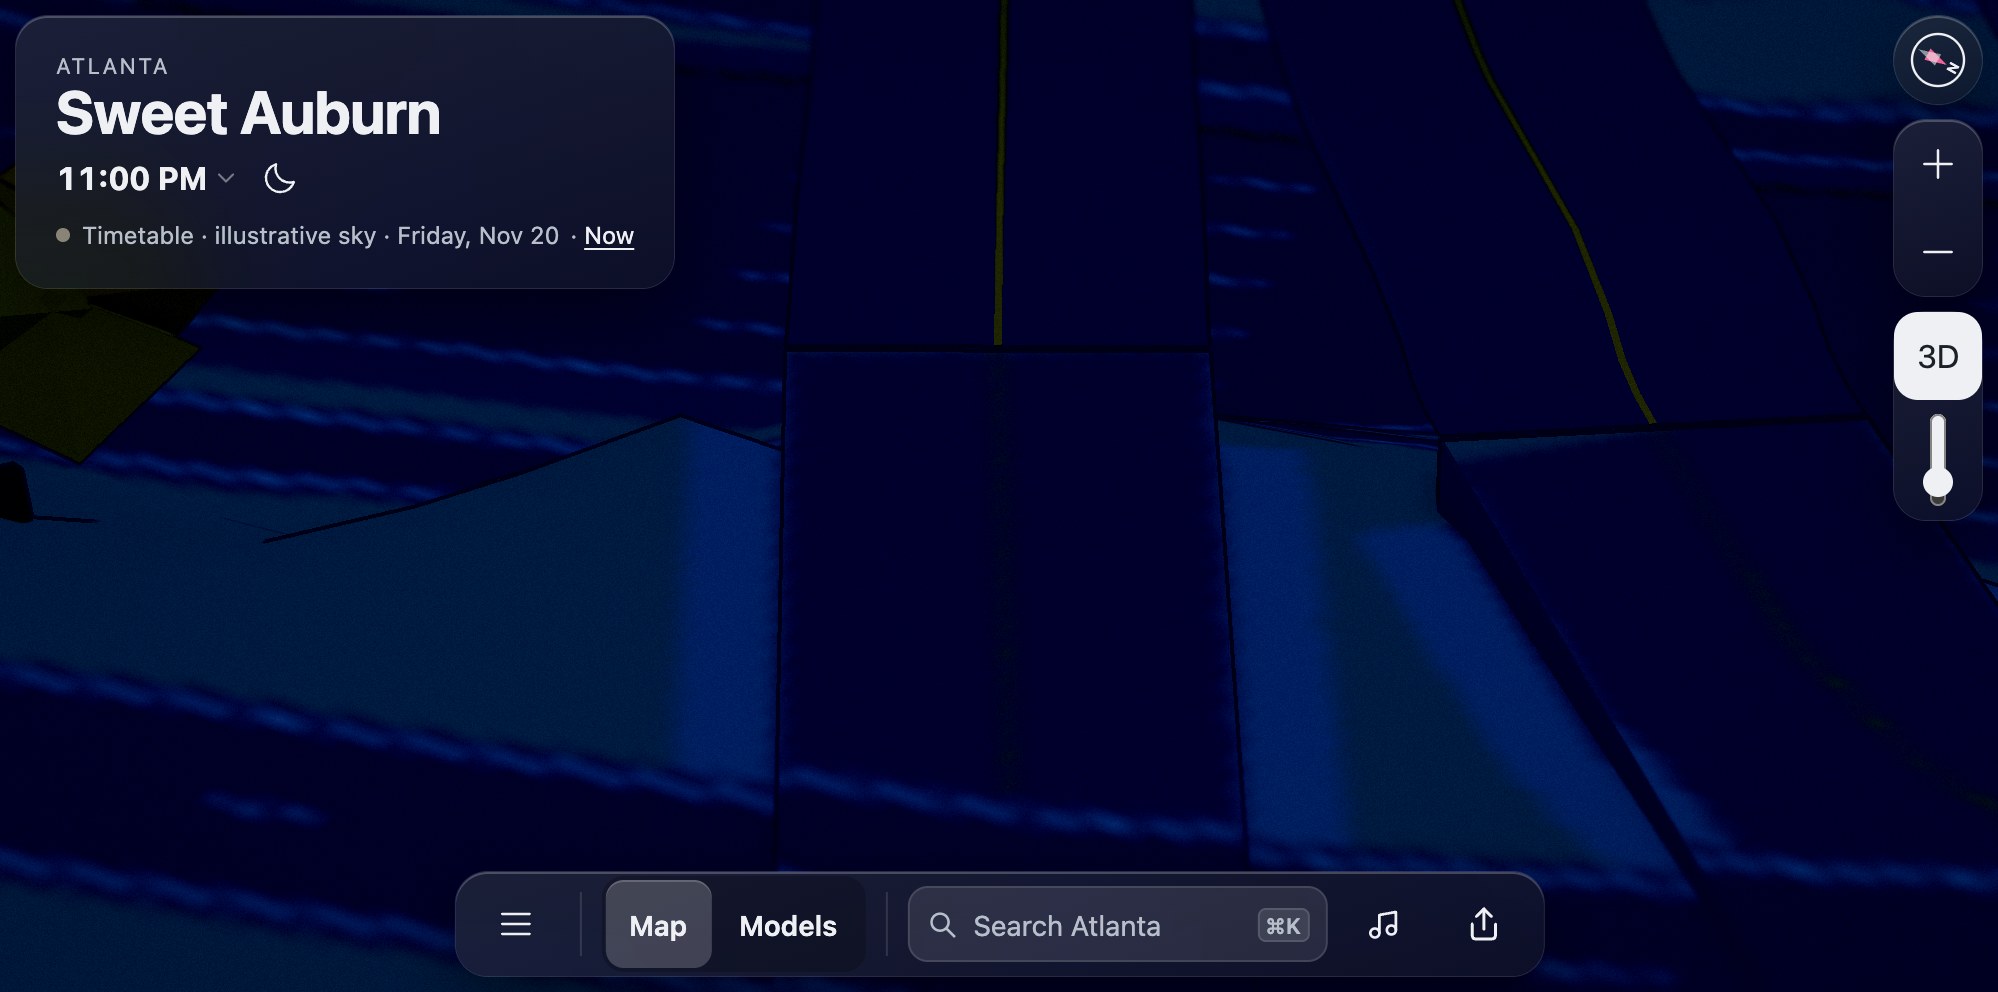 ATLANTA
Sweet Auburn
11:00 PM
Timetable · illustrative sky · Friday, Nov 20 · Now
N
3D
Map
Models
Search Atlanta
⌘K